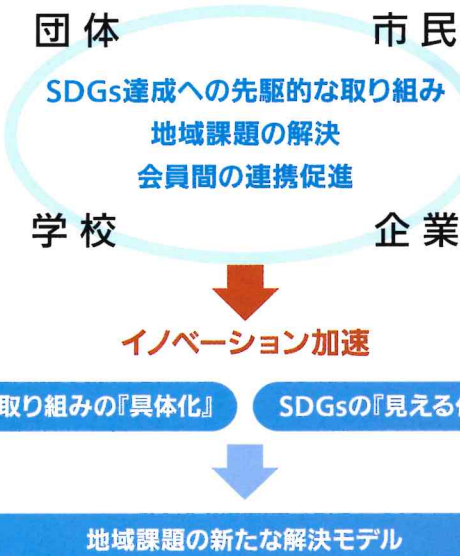 団体 市民
SDGs達成への先駆的な取り組み
地域課題の解決
会員間の連携促進
学校 企業
イノベーション加速
取り組みの『具体化』 SDGsの『見える
地域課題の新たな解決モデル